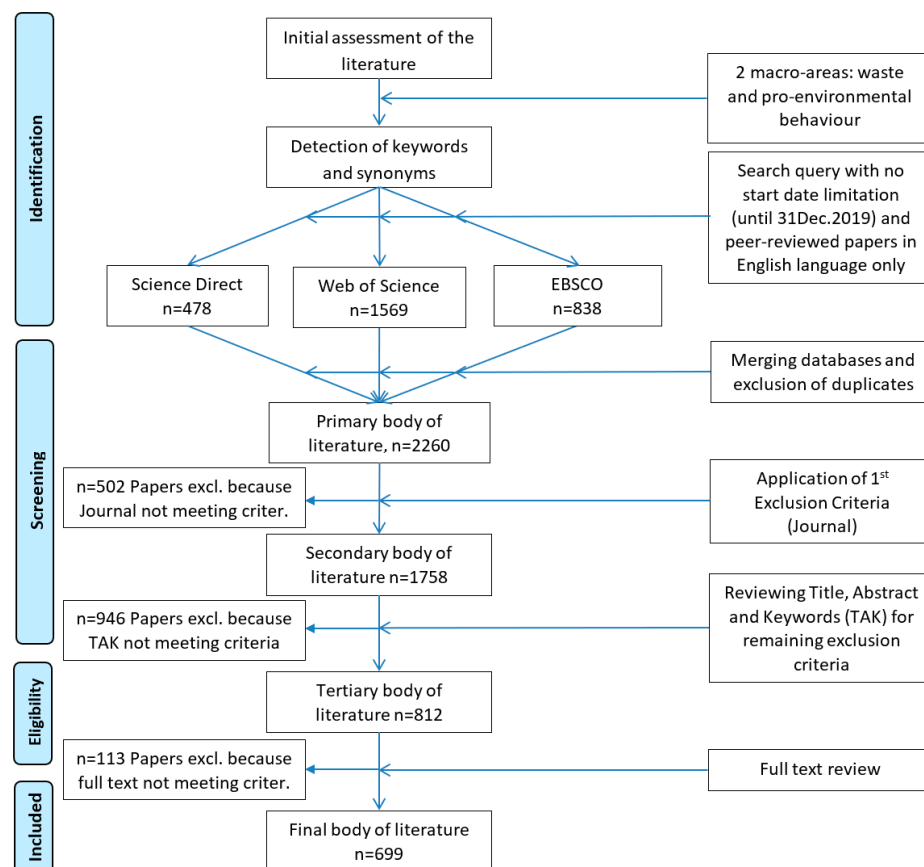 Identification
Initial assessment of the
literature
2 macro-areas: waste
and pro-environmental
behaviour
Detection of keywords
and synonyms
Search query with no
start date limitation
(until 31Dec.2019) and
peer-reviewed papers in
English language only
Science Direct
n=478
Web of Science
n=1569
EBSCO
n=838
Screening
Merging databases and
exclusion of duplicates
Primary body of
literature, n=2260
n=502 Papers excl. because
Journal not meeting criter.
Application of 1st
Exclusion Criteria
(Journal)
Secondary body of
literature n=1758
n=946 Papers excl. because
TAK not meeting criteria
Reviewing Title, Abstract
and Keywords (TAK) for
remaining exclusion
criteria
Eligibility
Tertiary body of
literature n=812
n=113 Papers excl. because
full text not meeting criter.
Full text review
Included
Final body of literature
n=699